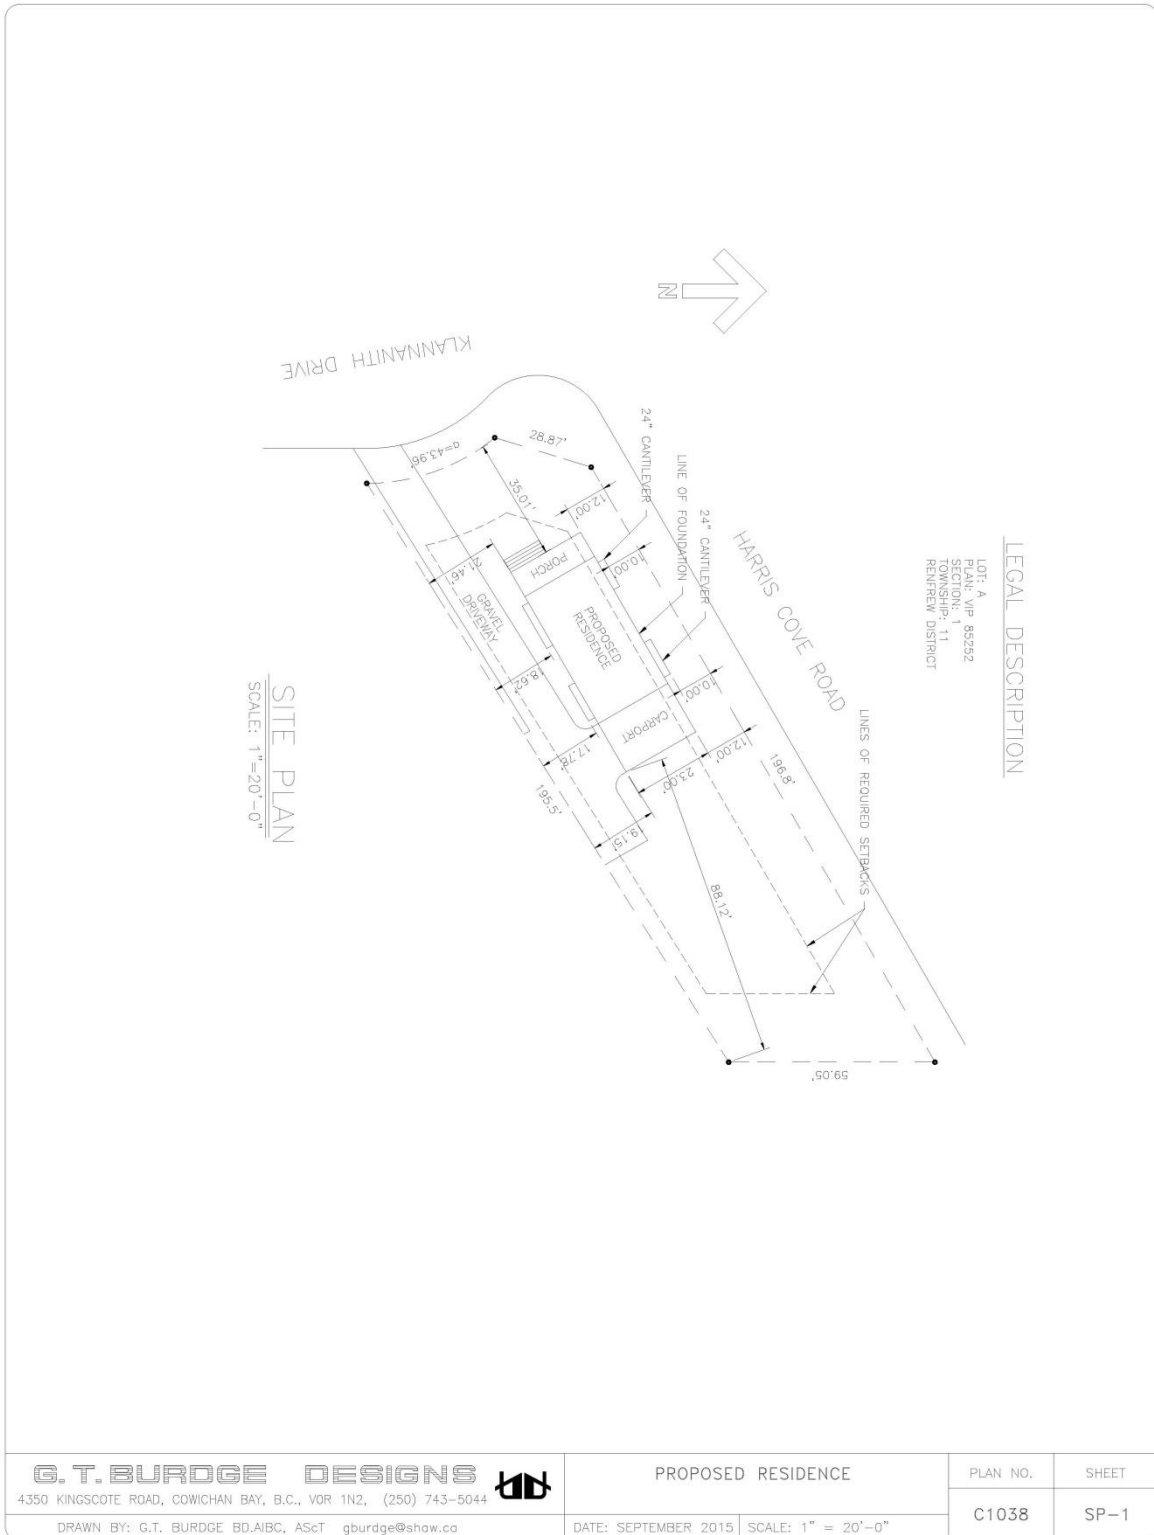 N
KLANNANITH DRIVE
24" CANTILEVER
a=43.96'
28.87'
LINE OF FOUNDATION
35.01'
12.00'
24" CANTILEVER
HARRIS COVE ROAD
LEGAL DESCRIPTION
LOT: A
PLAN: VIP 85252
SECTION: 1
TOWNSHIP: 11
RENFREW DISTRICT
PORCH
10.00'
21.46'
GRAVEL
DRIVEWAY
PROPOSED
RESIDENCE
18.62'
10.00'
CARPORT
SITE PLAN
SCALE: 1"=20'-0"
17.78'
12.00'
23.00'
196.8'
LINES OF REQUIRED SETBACKS
195.5'
9.15'
88.12'
59.05'
G.T.BURDGE DESIGNS
4350 KINGSCOTE ROAD, COWICHAN BAY, B.C., V0R 1N2, (250) 743-5044
DRAWN BY: G.T. BURDGE BD.AIBC, AScT gburdge@shaw.ca
PROPOSED RESIDENCE
DATE: SEPTEMBER 2015
SCALE: 1" = 20'-0"
PLAN NO.
C1038
SHEET
SP-1